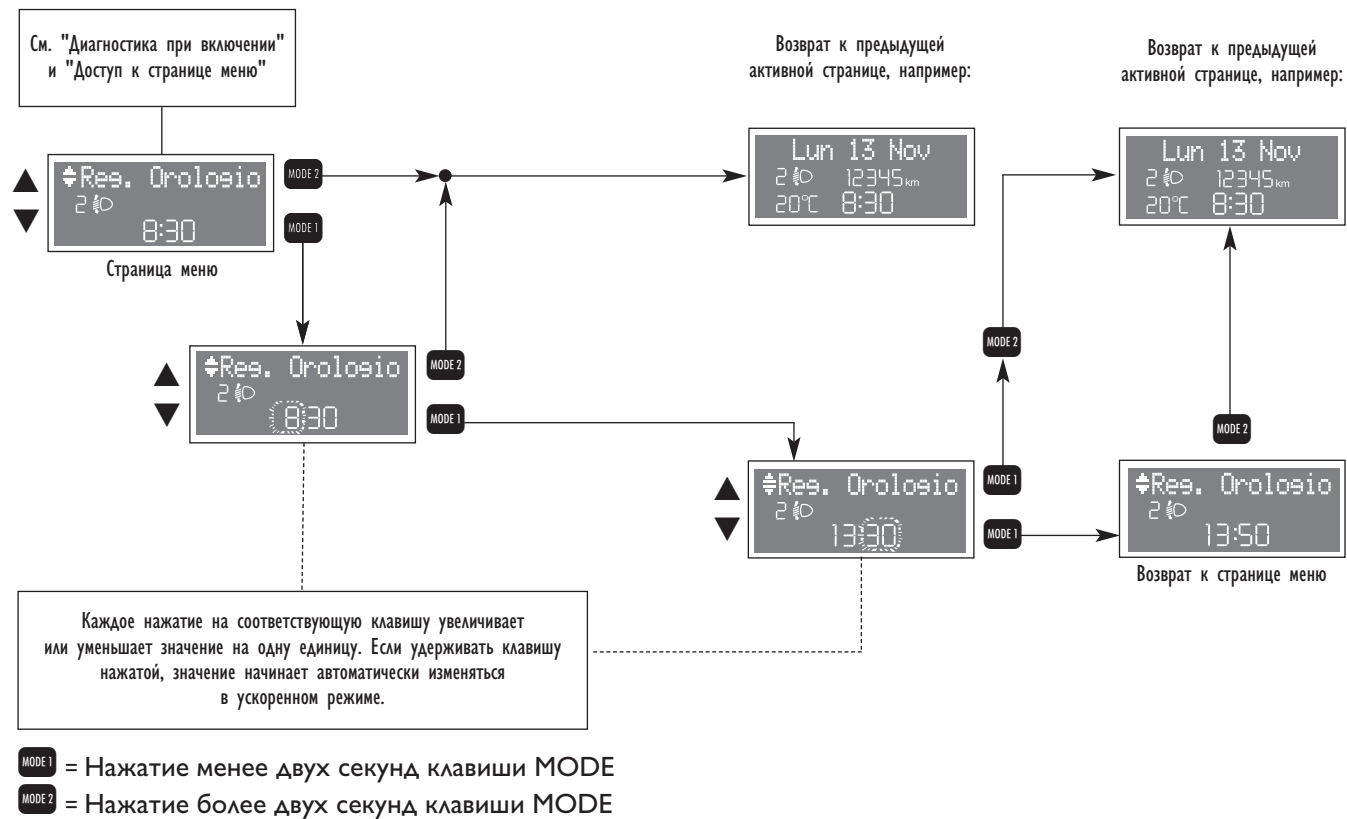 См. "Диагностика при включении"
и "Доступ к странице меню"
Возврат к предыдущей
активной странице, например:
Возврат к предыдущей
активной странице, например:
Reg. Orologio
2
8:30
MODE 2
MODE 1
Страница меню
Lun 13 Nov
2 12345 km
20°C 8:30
Lun 13 Nov
2 12345 km
20°C 8:30
MODE 2
Reg. Orologio
2
8:30
MODE 2
MODE 1
MODE 2
Reg. Orologio
2
13:30
MODE 1
MODE 1
Reg. Orologio
2
13:50
Возврат к странице меню
Каждое нажатие на соответствующую клавишу увеличивает
или уменьшает значение на одну единицу. Если удерживать клавишу
нажатой, значение начинает автоматически изменяться
в ускоренном режиме.
MODE 1 = Нажатие менее двух секунд клавиши MODE
MODE 2 = Нажатие более двух секунд клавиши MODE